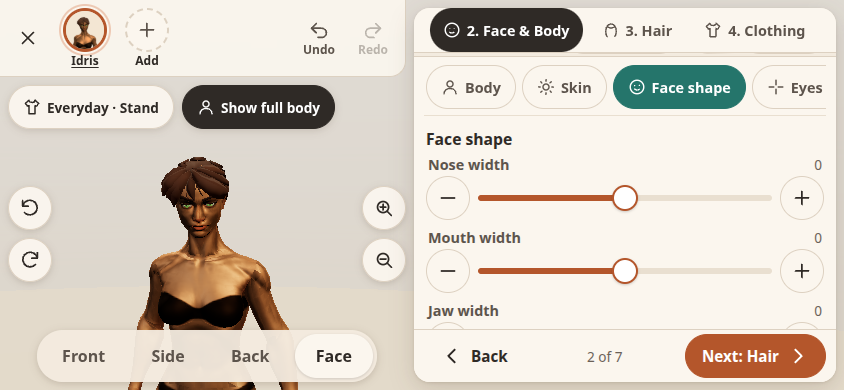 Idris
Add
Undo
Redo
Everyday · Stand
Show full body
Front
Side
Back
Face
2. Face & Body
3. Hair
4. Clothing
Body
Skin
Face shape
Eyes
Face shape
Nose width
0
Mouth width
0
Jaw width
0
Back
2 of 7
Next: Hair